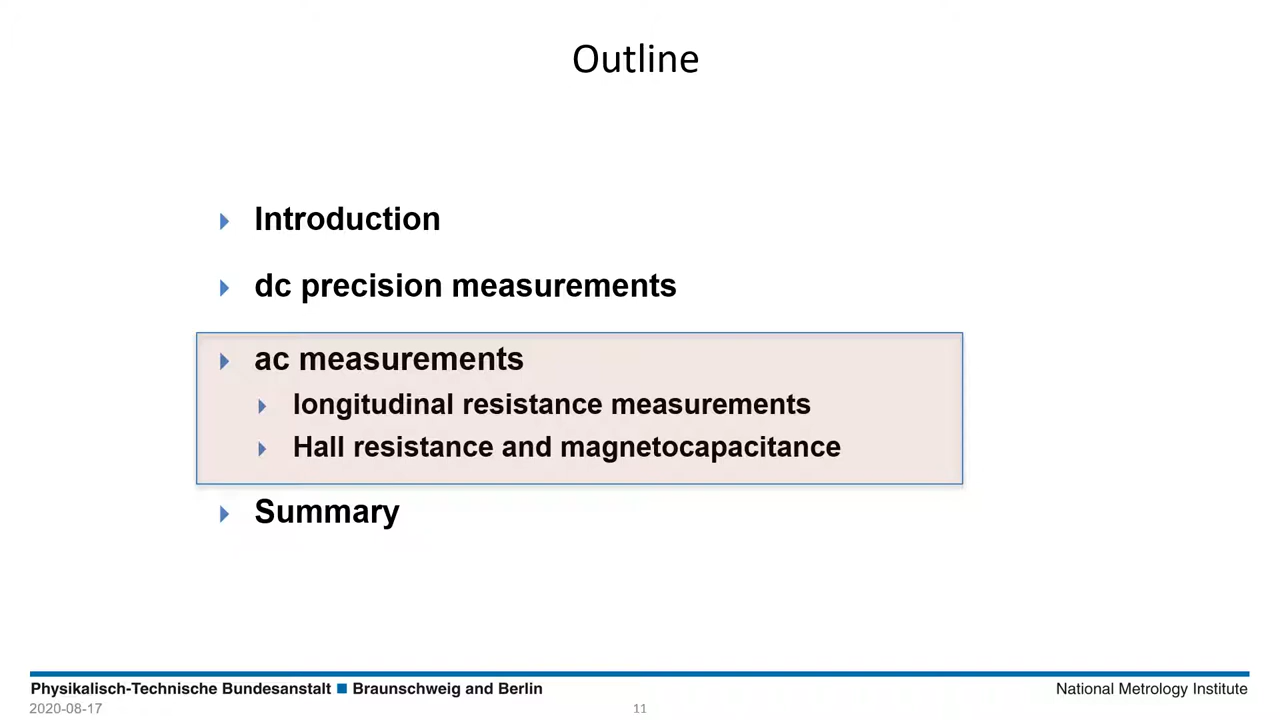 Outline
Introduction
dc precision measurements
ac measurements
longitudinal resistance measurements
Hall resistance and magnetocapacitance
Summary
Physikalisch-Technische Bundesanstalt ■ Braunschweig and Berlin
National Metrology Institute
2020-08-17
11